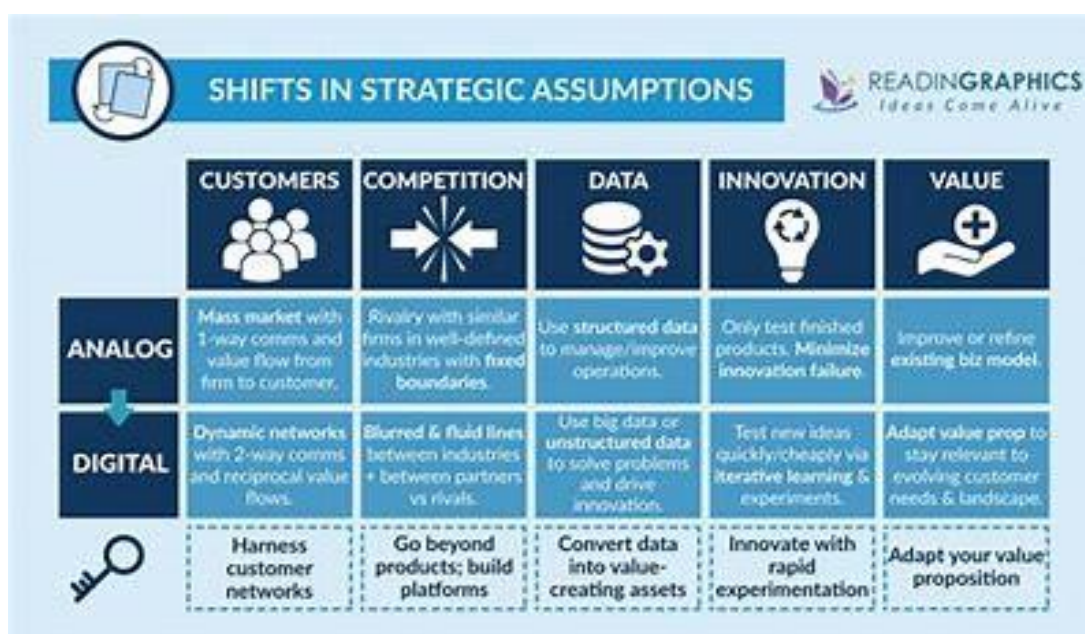 SHIFTS IN STRATEGIC ASSUMPTIONS
READINGRAPHICS
Ideas Come Alive
CUSTOMERS
COMPETITION
DATA
INNOVATION
VALUE
ANALOG
Mass market with
1-way comms and
value flow from
firm to customer.
Rivalry with similar
firms in well-defined
industries with fixed
boundaries.
Use structured data
to manage/improve
operations.
Only test finished
products. Minimize
innovation failure.
Improve or refine
existing biz model.
DIGITAL
Dynamic networks
with 2-way comms
and reciprocal value
flows.
Blurred & fluid lines
between industries
+ between partners
vs rivals.
Use big data or
unstructured data
to solve problems
and drive
innovation.
Test new ideas
quickly/cheaply via
iterative learning &
experiments.
Adapt value prop to
stay relevant to
evolving customer
needs & landscape.
Harness
customer
networks
Go beyond
products; build
platforms
Convert data
into value-
creating assets
Innovate with
rapid
experimentation
Adapt your value
proposition